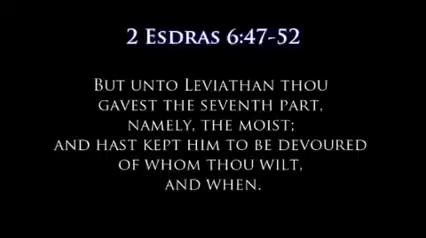 2 Esdras 6:47-52
But unto Leviathan thou
gavest the seventh part,
namely, the moist;
and hast kept him to be devoured
of whom thou wilt,
and when.